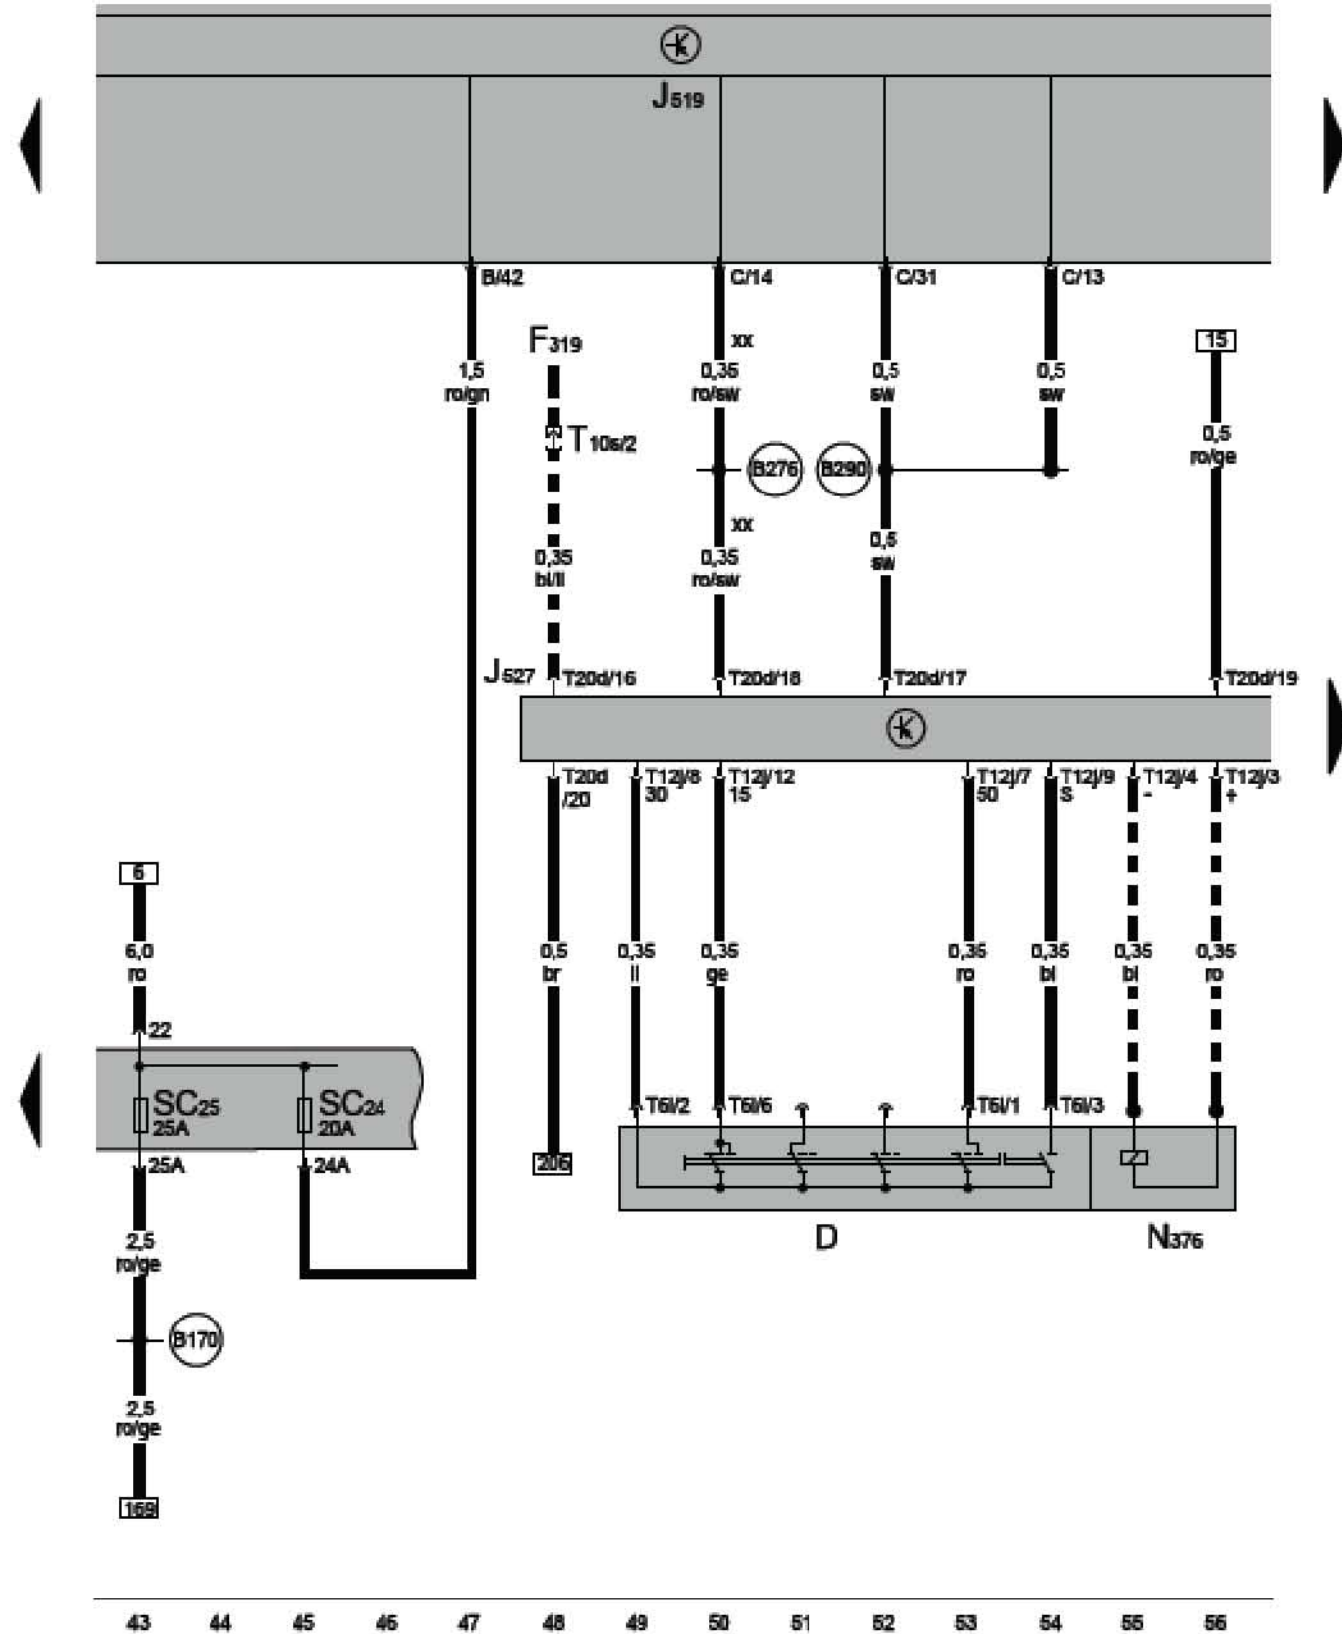 J519
B/42 C/14 C/31 C/13
F319 xx 15
1,5 0,35 0,5 0,5
ro/gn ro/sw sw sw
T10s/2 0,5
ro/ge
B276 B290
xx
0,35 0,35 0,5
bl/li ro/sw sw
J527 T20d/16 T20d/18 T20d/17 T20d/19
T20d T12j/8 T12j/12 T12j/7 T12j/9 T12j/4 T12j/3
/20 30 15 50 S - +
6
6,0 0,5 0,35 0,35 0,35 0,35 0,35 0,35
ro br li ge ro bl bl ro
22
SC25 SC24 T6l/2 T6l/6 T6l/1 T6l/3
25A 20A
25A 24A 206
D N376
2,5
ro/ge
B170
2,5
ro/ge
169
43 44 45 46 47 48 49 50 51 52 53 54 55 56